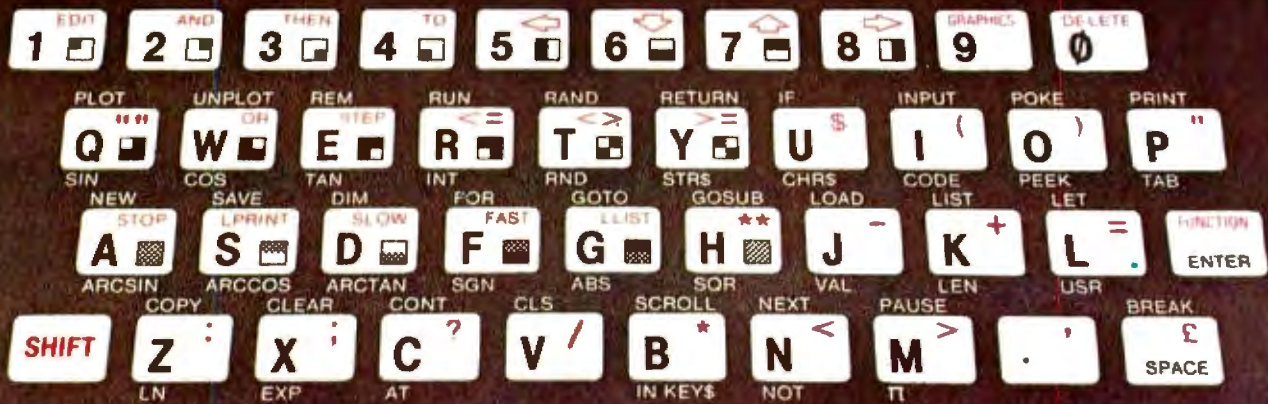 EDIT AND THEN TO GRAPHICS DELETE
1 2 3 4 5 6 7 8 9 0
PLOT UNPLOT REM RUN RAND RETURN IF INPUT POKE PRINT
"" OR STEP <= <> >= $ ( ) "
Q W E R T Y U I O P
SIN COS TAN INT RND STR$ CHR$ CODE PEEK TAB
NEW SAVE DIM FOR GOTO GOSUB LOAD LIST LET
STOP LPRINT SLOW FAST LLIST ** - + = FUNCTION
A S D F G H J K L ENTER
ARCSIN ARCCOS ARCTAN SGN ABS SQR VAL LEN USR
COPY CLEAR CONT CLS SCROLL NEXT PAUSE BREAK
: ; ? / * < > , £
SHIFT Z X C V B N M . SPACE
LN EXP AT IN KEY$ NOT π